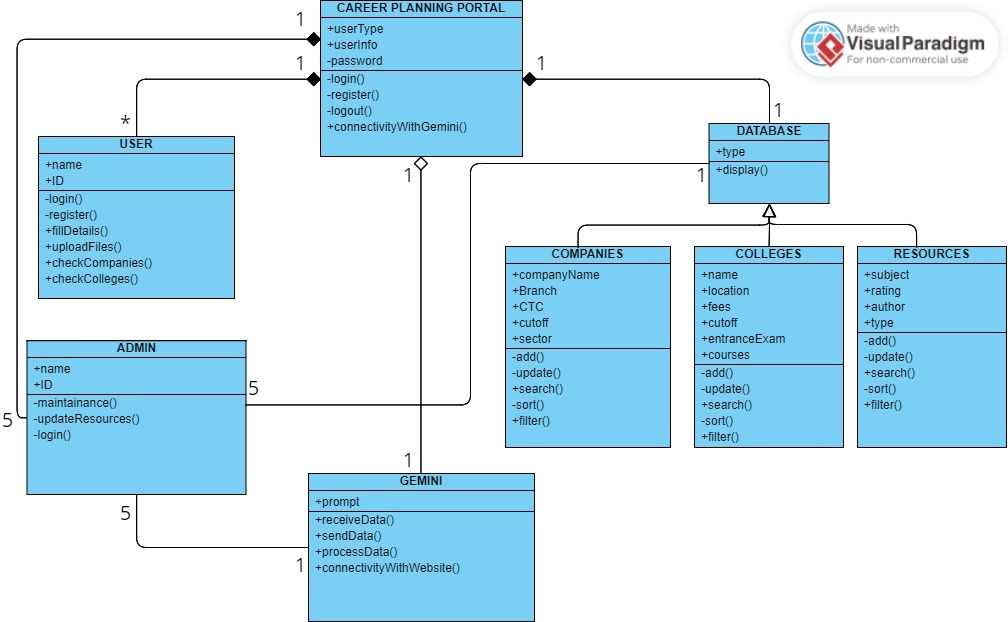 CAREER PLANNING PORTAL
+userType
+userInfo
-password
-login()
-register()
-logout()
+connectivityWithGemini()
Made with
Visual Paradigm
For non-commercial use
1
1
1
1
*
1
1
USER
+name
+ID
-login()
-register()
+fillDetails()
+uploadFiles()
+checkCompanies()
+checkColleges()
DATABASE
+type
+display()
COMPANIES
+companyName
+Branch
+CTC
+cutoff
+sector
-add()
-update()
+search()
-sort()
+filter()
COLLEGES
+name
+location
+fees
+cutoff
+entranceExam
+courses
-add()
-update()
+search()
-sort()
+filter()
RESOURCES
+subject
+rating
+author
+type
-add()
-update()
+search()
-sort()
+filter()
ADMIN
+name
+ID
-maintainance()
-updateResources()
-login()
5
5
5
1
1
GEMINI
+prompt
+receiveData()
+sendData()
+processData()
+connectivityWithWebsite()